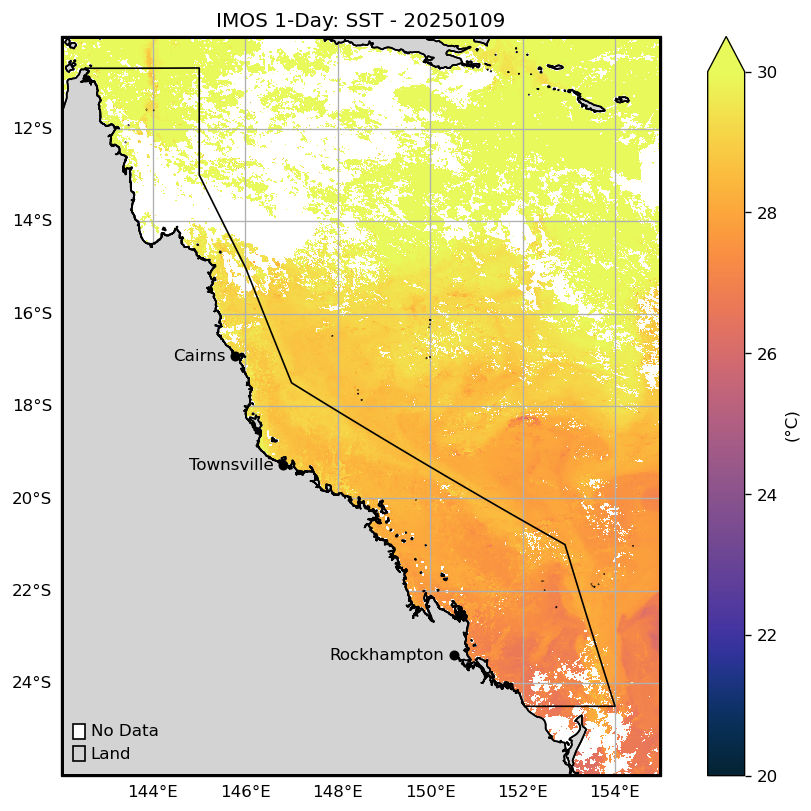 IMOS 1-Day: SST - 20250109
30
12°S
28
14°S
16°S
26
Cairns
18°S
(°C)
Townsville
24
20°S
22°S
22
Rockhampton
24°S
No Data
Land
20
144°E 146°E 148°E 150°E 152°E 154°E